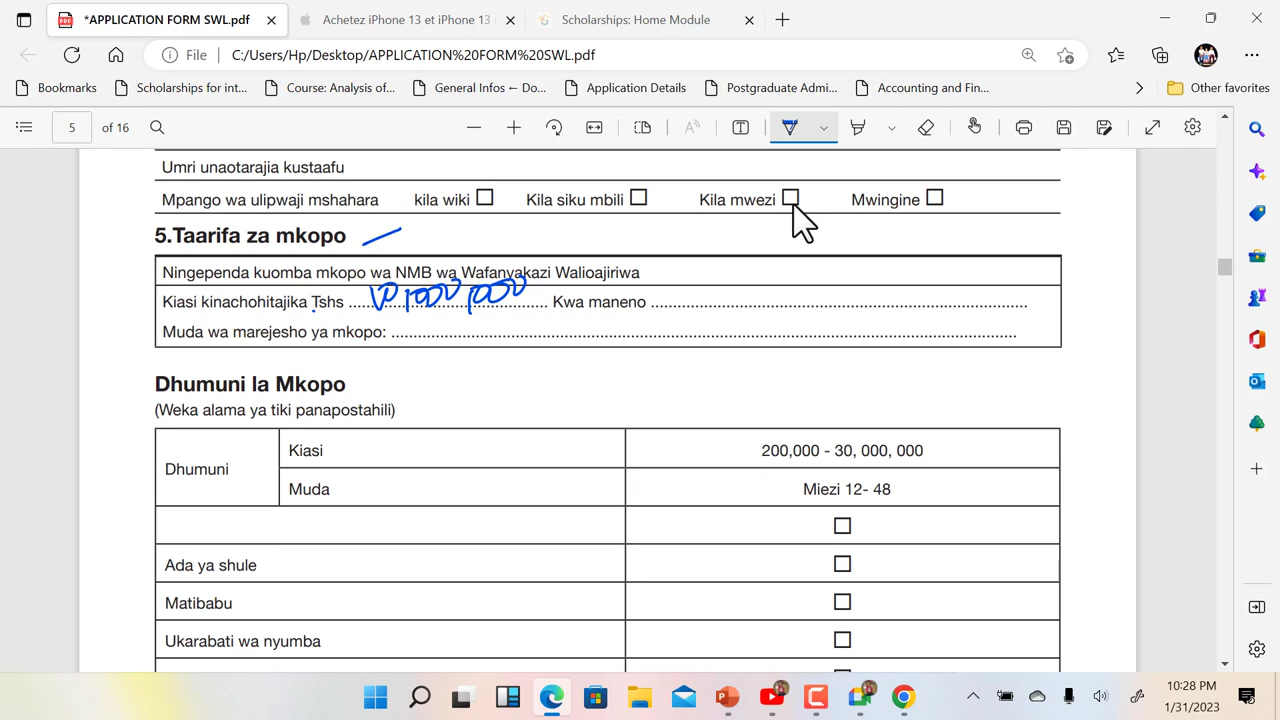 *APPLICATION FORM SWL.pdf
Achetez iPhone 13 et iPhone 13
Scholarships: Home Module
File
C:/Users/Hp/Desktop/APPLICATION%20FORM%20SWL.pdf
Bookmarks
Scholarships for int...
Course: Analysis of...
General Infos ← Do...
Application Details
Postgraduate Admi...
Accounting and Fin...
Other favorites
5 of 16
Umri unaotarajia kustaafu
Mpango wa ulipwaji mshahara kila wiki Kila siku mbili Kila mwezi Mwingine
5.Taarifa za mkopo
Ningependa kuomba mkopo wa NMB wa Wafanyakazi Walioajiriwa
Kiasi kinachohitajika Tshs ........................................... Kwa maneno ....................................................................................
Muda wa marejesho ya mkopo: ..............................................................................................................................
Dhumuni la Mkopo
(Weka alama ya tiki panapostahili)
Dhumuni
Kiasi
200,000 - 30, 000, 000
Muda
Miezi 12- 48
Ada ya shule
Matibabu
Ukarabati wa nyumba
10:28 PM
1/31/2023